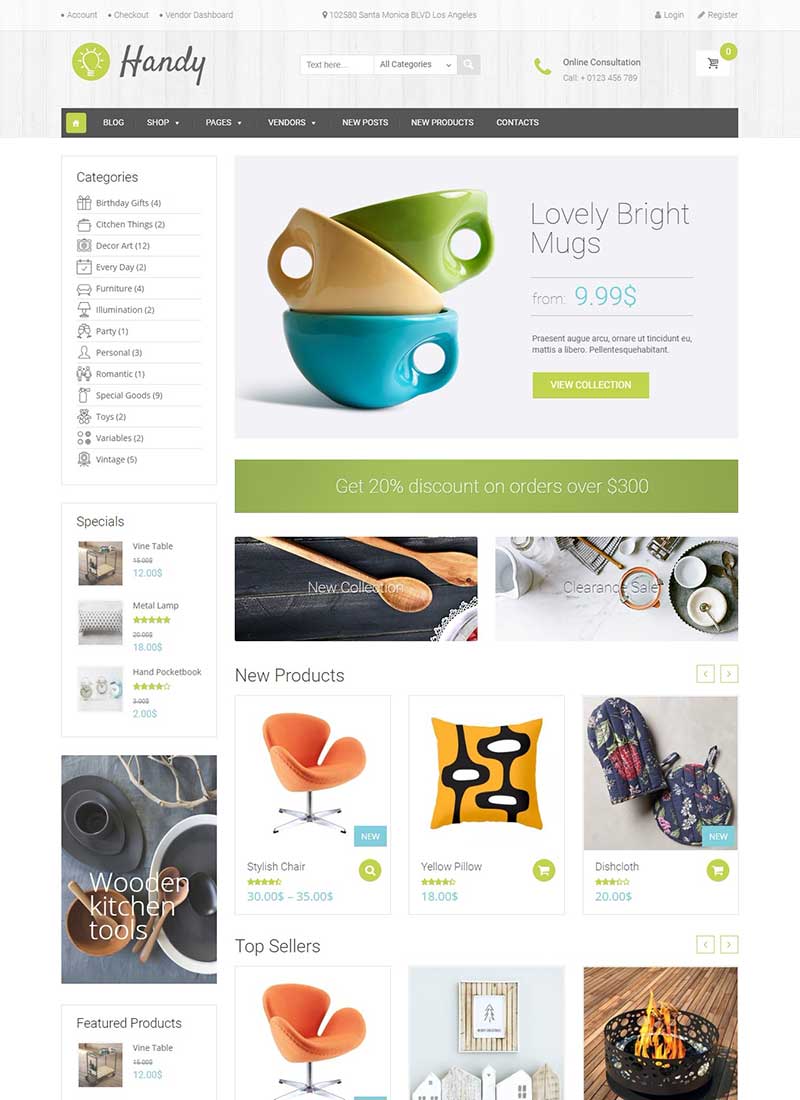 Account Checkout Vendor Dashboard
102580 Santa Monica BLVD Los Angeles
Login Register
Handy
Text here...
All Categories
Online Consultation
Call: + 0123 456 789
0
BLOG SHOP PAGES VENDORS NEW POSTS NEW PRODUCTS CONTACTS
Categories
Birthday Gifts (4)
Citchen Things (2)
Decor Art (12)
Every Day (2)
Furniture (4)
Illumination (2)
Party (1)
Personal (3)
Romantic (1)
Special Goods (9)
Toys (2)
Variables (2)
Vintage (5)
Lovely Bright
Mugs
from: 9.99$
Praesent augue arcu, ornare ut tincidunt eu,
mattis a libero. Pellentesquehabitant.
VIEW COLLECTION
Get 20% discount on orders over $300
Specials
Vine Table
15.00$
12.00$
Metal Lamp
20.00$
18.00$
Hand Pocketbook
3.00$
2.00$
New Collection
Clearance Sale
New Products
NEW
Stylish Chair
30.00$ – 35.00$
Yellow Pillow
18.00$
NEW
Dishcloth
20.00$
Wooden
kitchen
tools
Top Sellers
Featured Products
Vine Table
15.00$
12.00$